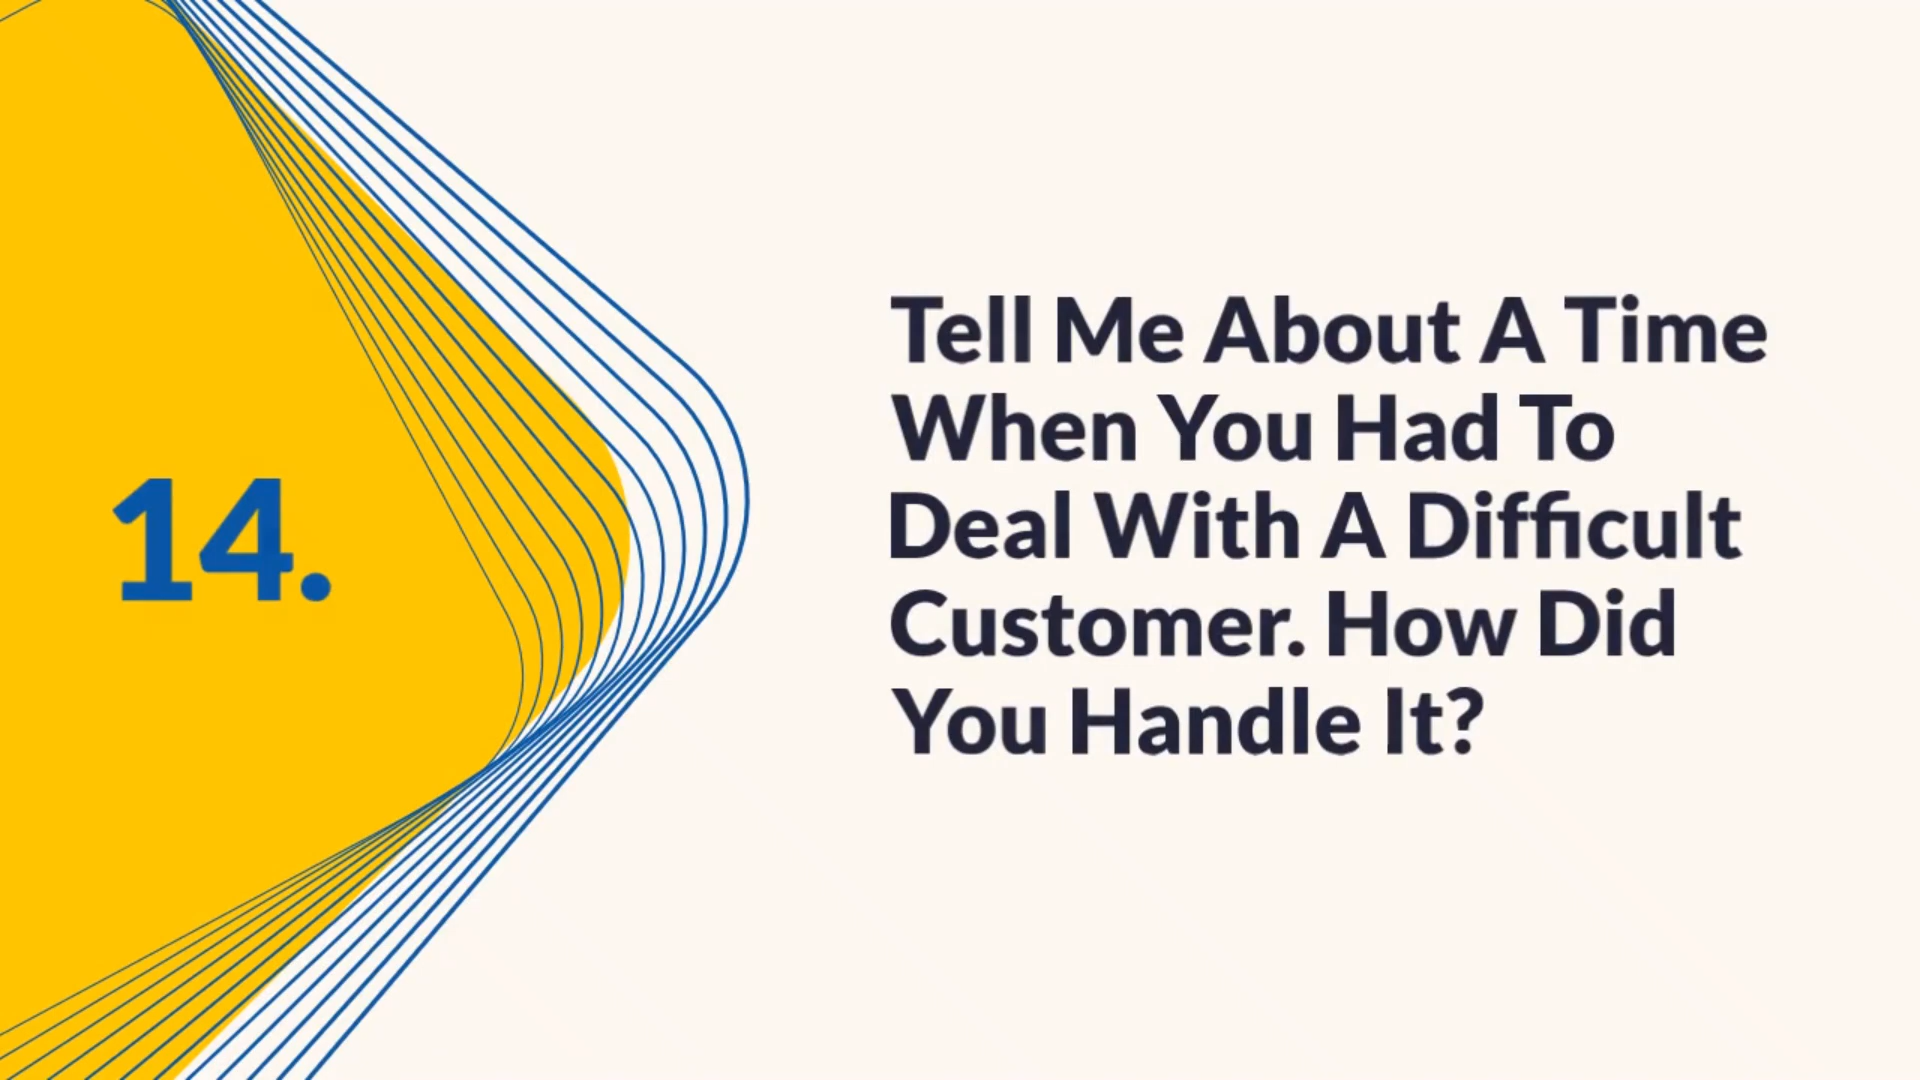 14.
Tell Me About A Time
When You Had To
Deal With A Difficult
Customer. How Did
You Handle It?